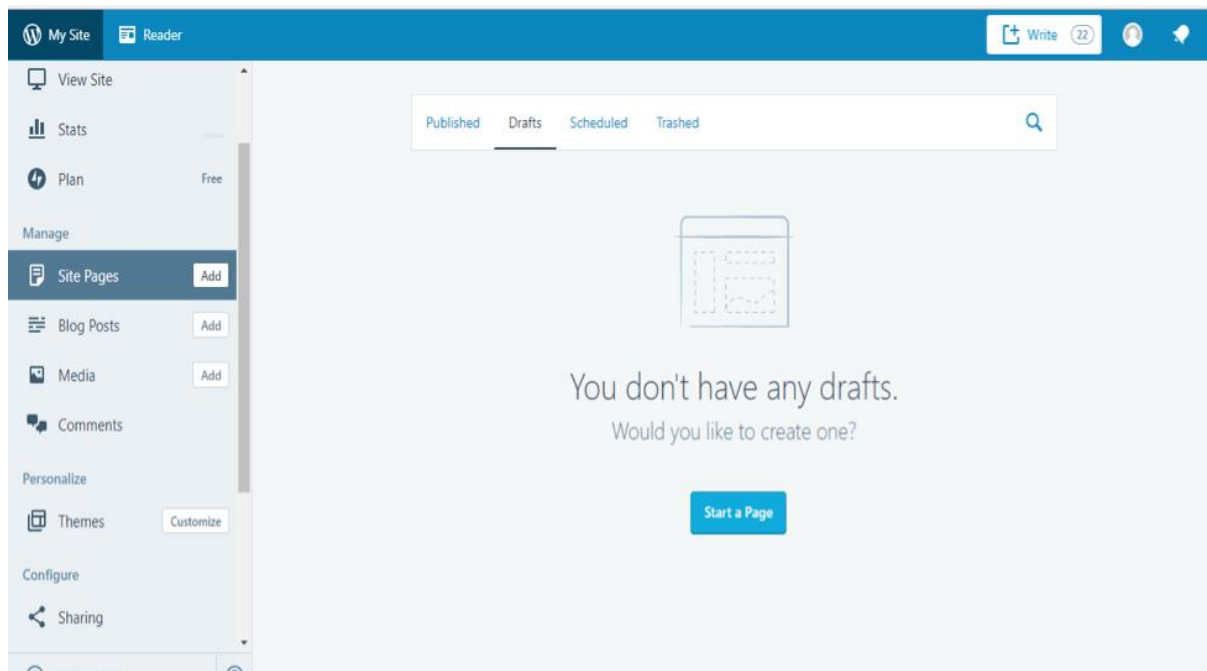 My Site
Reader
Write 22
View Site
Stats
Plan Free
Manage
Site Pages Add
Blog Posts Add
Media Add
Comments
Personalize
Themes Customize
Configure
Sharing
Published Drafts Scheduled Trashed
You don't have any drafts.
Would you like to create one?
Start a Page